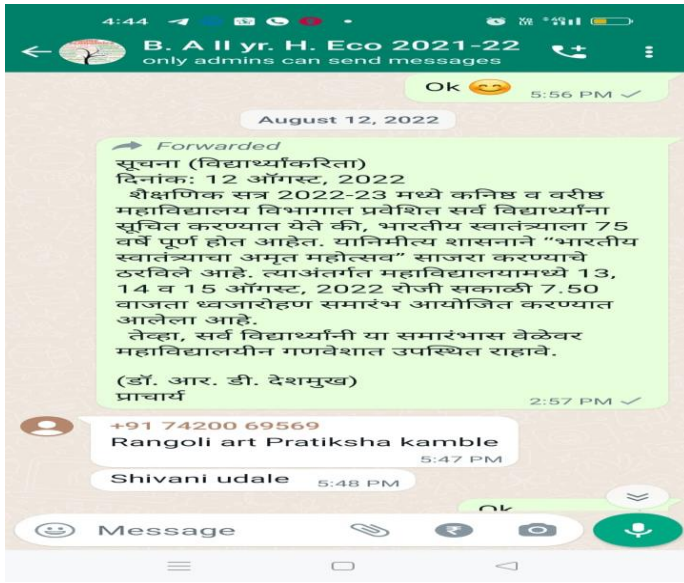 4:44
B. A II yr. H. Eco 2021-22
only admins can send messages
Ok 😊 5:56 PM
August 12, 2022
Forwarded
सूचना (विद्यार्थ्यांकरिता)
दिनांक: 12 ऑगस्ट, 2022
शैक्षणिक सत्र 2022-23 मध्ये कनिष्ठ व वरीष्ठ
महाविद्यालय विभागात प्रवेशित सर्व विद्यार्थ्यांना
सूचित करण्यात येते की, भारतीय स्वातंत्र्याला 75
वर्षे पूर्ण होत आहेत. यानिमीत्य शासनाने “भारतीय
स्वातंत्र्याचा अमृत महोत्सव” साजरा करण्याचे
ठरविले आहे. त्याअंतर्गत महाविद्यालयामध्ये 13,
14 व 15 ऑगस्ट, 2022 रोजी सकाळी 7.50
वाजता ध्वजारोहण समारंभ आयोजित करण्यात
आलेला आहे.
तेव्हा, सर्व विद्यार्थ्यांनी या समारंभास वेळेवर
महाविद्यालयीन गणवेशात उपस्थित राहावे.
(डॉ. आर. डी. देशमुख)
प्राचार्य
2:57 PM
+91 74200 69569
Rangoli art Pratiksha kamble
5:47 PM
Shivani udale 5:48 PM
Ok
Message